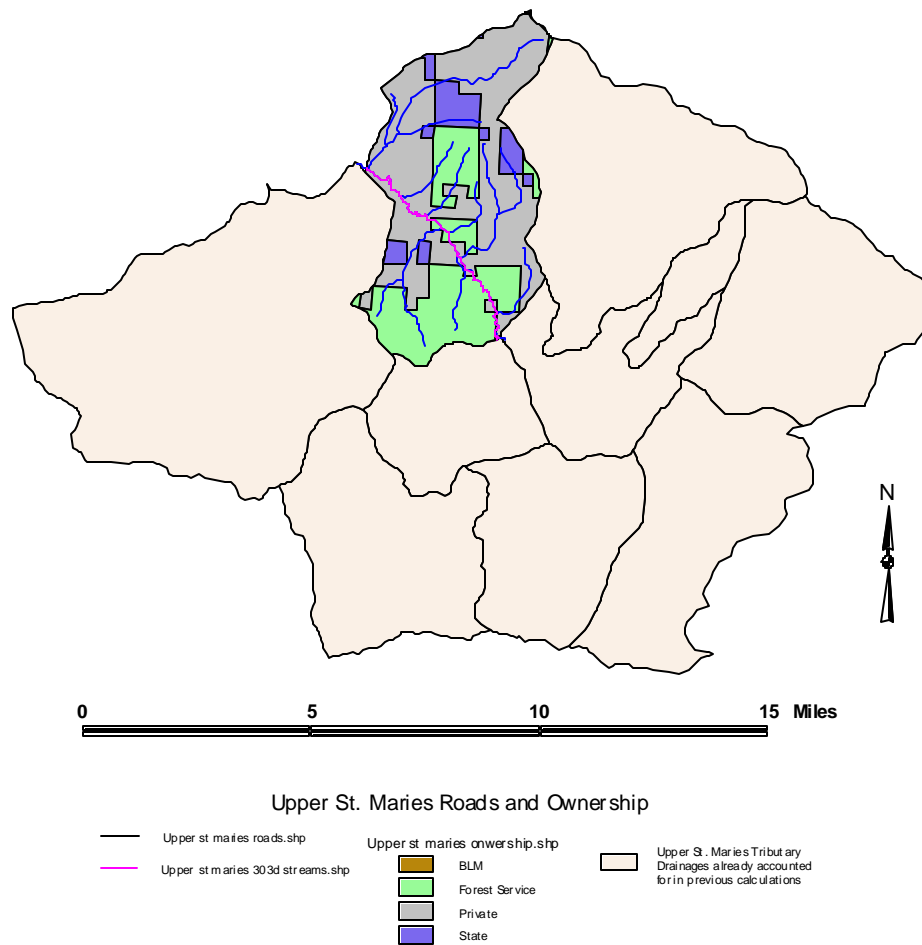 N
0 5 10 15 Miles
Upper St. Maries Roads and Ownership
Upper st maries roads.shp
Upper st maries 303d streams.shp
Upper st maries onwership.shp
BLM
Forest Service
Private
State
Upper St. Maries Tributary
Drainages already accounted
for in previous calculations